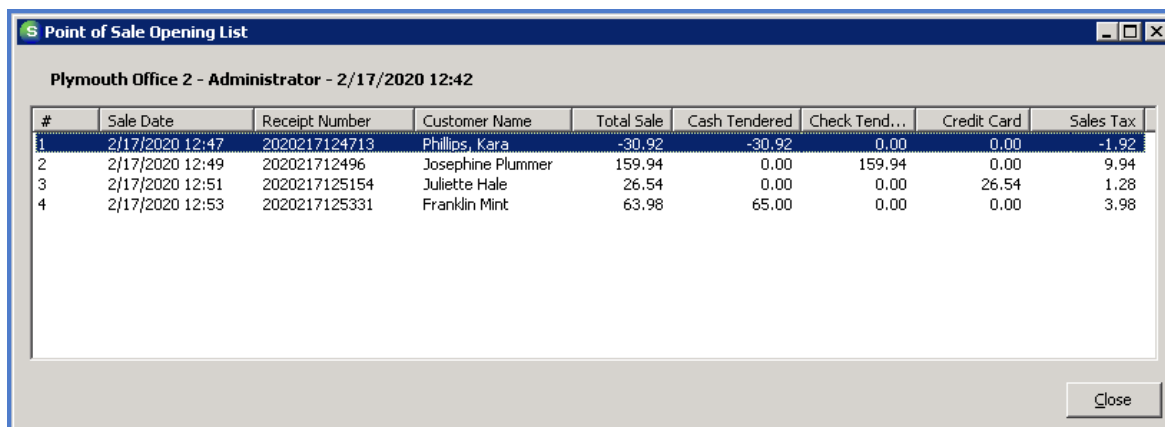 S Point of Sale Opening List
Plymouth Office 2 - Administrator - 2/17/2020 12:42
# Sale Date Receipt Number Customer Name Total Sale Cash Tendered Check Tend... Credit Card Sales Tax
1 2/17/2020 12:47 2020217124713 Phillips, Kara -30.92 -30.92 0.00 0.00 -1.92
2 2/17/2020 12:49 202021712496 Josephine Plummer 159.94 0.00 159.94 0.00 9.94
3 2/17/2020 12:51 2020217125154 Juliette Hale 26.54 0.00 0.00 26.54 1.28
4 2/17/2020 12:53 2020217125331 Franklin Mint 63.98 65.00 0.00 0.00 3.98
Close